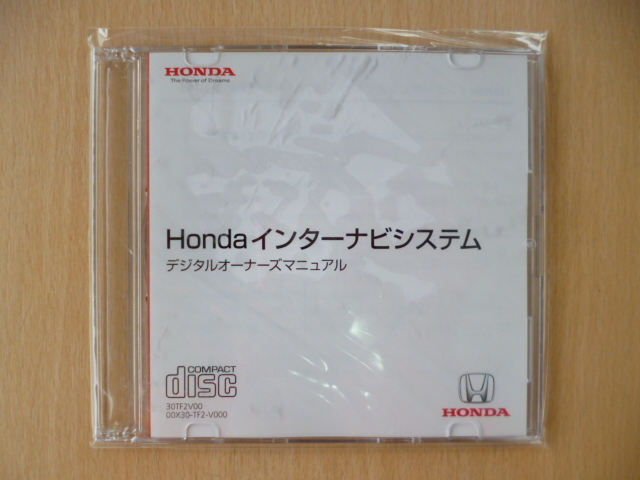 HONDA
The Power of Dreams
Hondaインターナビシステム
デジタルオーナーズマニュアル
COMPACT
disc
30TF2V00
00X30-TF2-V000
HONDA